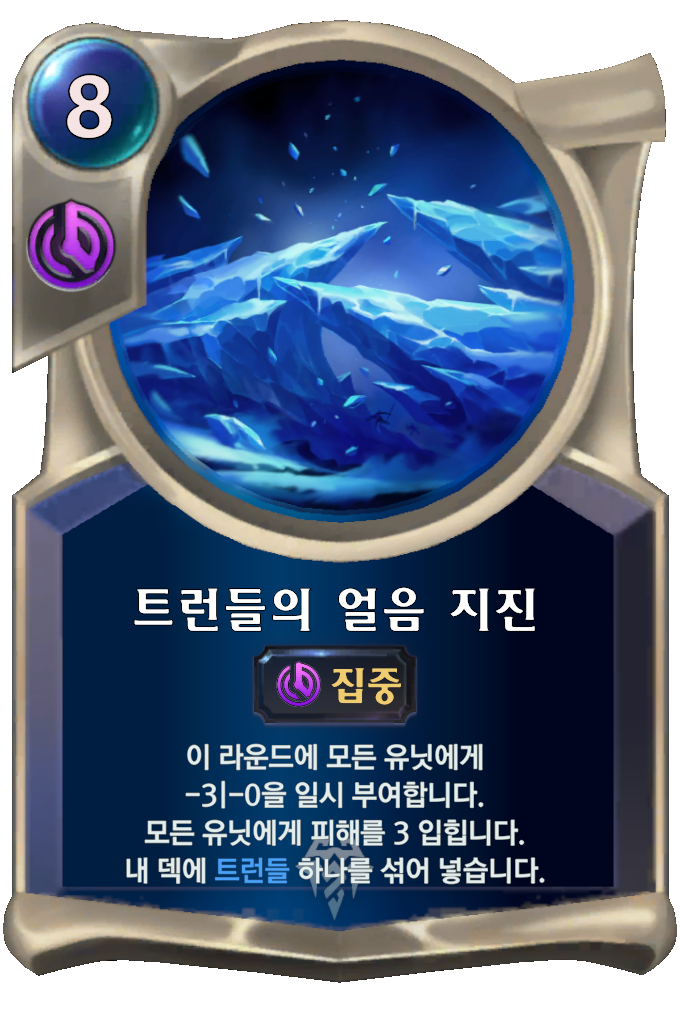 8
트런들의 얼음 지진
집중
이 라운드에 모든 유닛에게
-3|-0을 일시 부여합니다.
모든 유닛에게 피해를 3 입힙니다.
내 덱에 트런들 하나를 섞어 넣습니다.